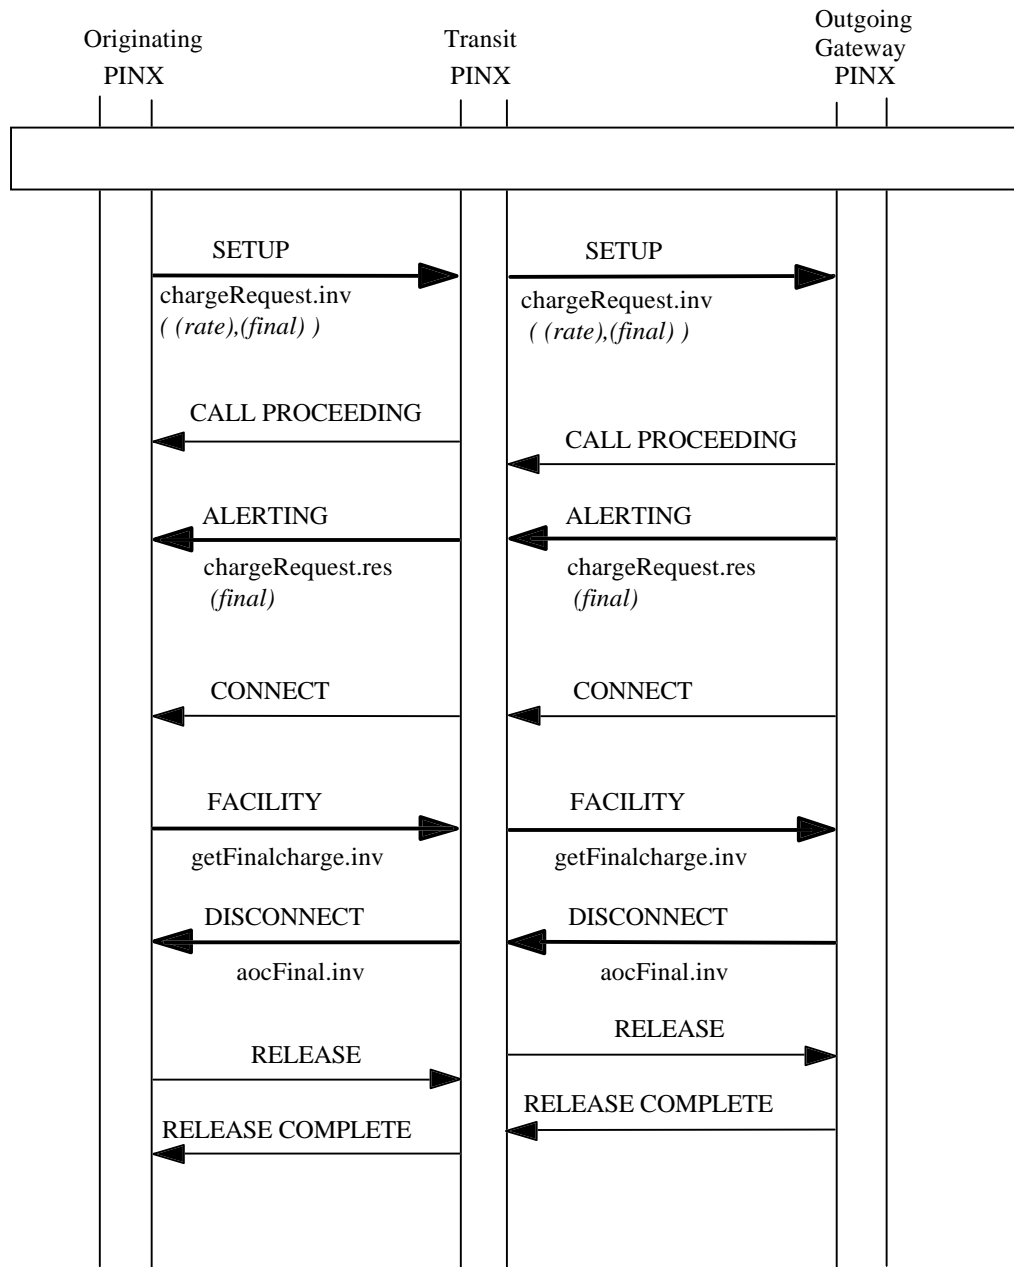 Originating
PINX
Transit
PINX
Outgoing
Gateway
PINX
SETUP
chargeRequest.inv
( (rate),(final) )
SETUP
chargeRequest.inv
( (rate),(final) )
CALL PROCEEDING
CALL PROCEEDING
ALERTING
chargeRequest.res
(final)
ALERTING
chargeRequest.res
(final)
CONNECT
CONNECT
FACILITY
getFinalcharge.inv
FACILITY
getFinalcharge.inv
DISCONNECT
aocFinal.inv
DISCONNECT
aocFinal.inv
RELEASE
RELEASE
RELEASE COMPLETE
RELEASE COMPLETE